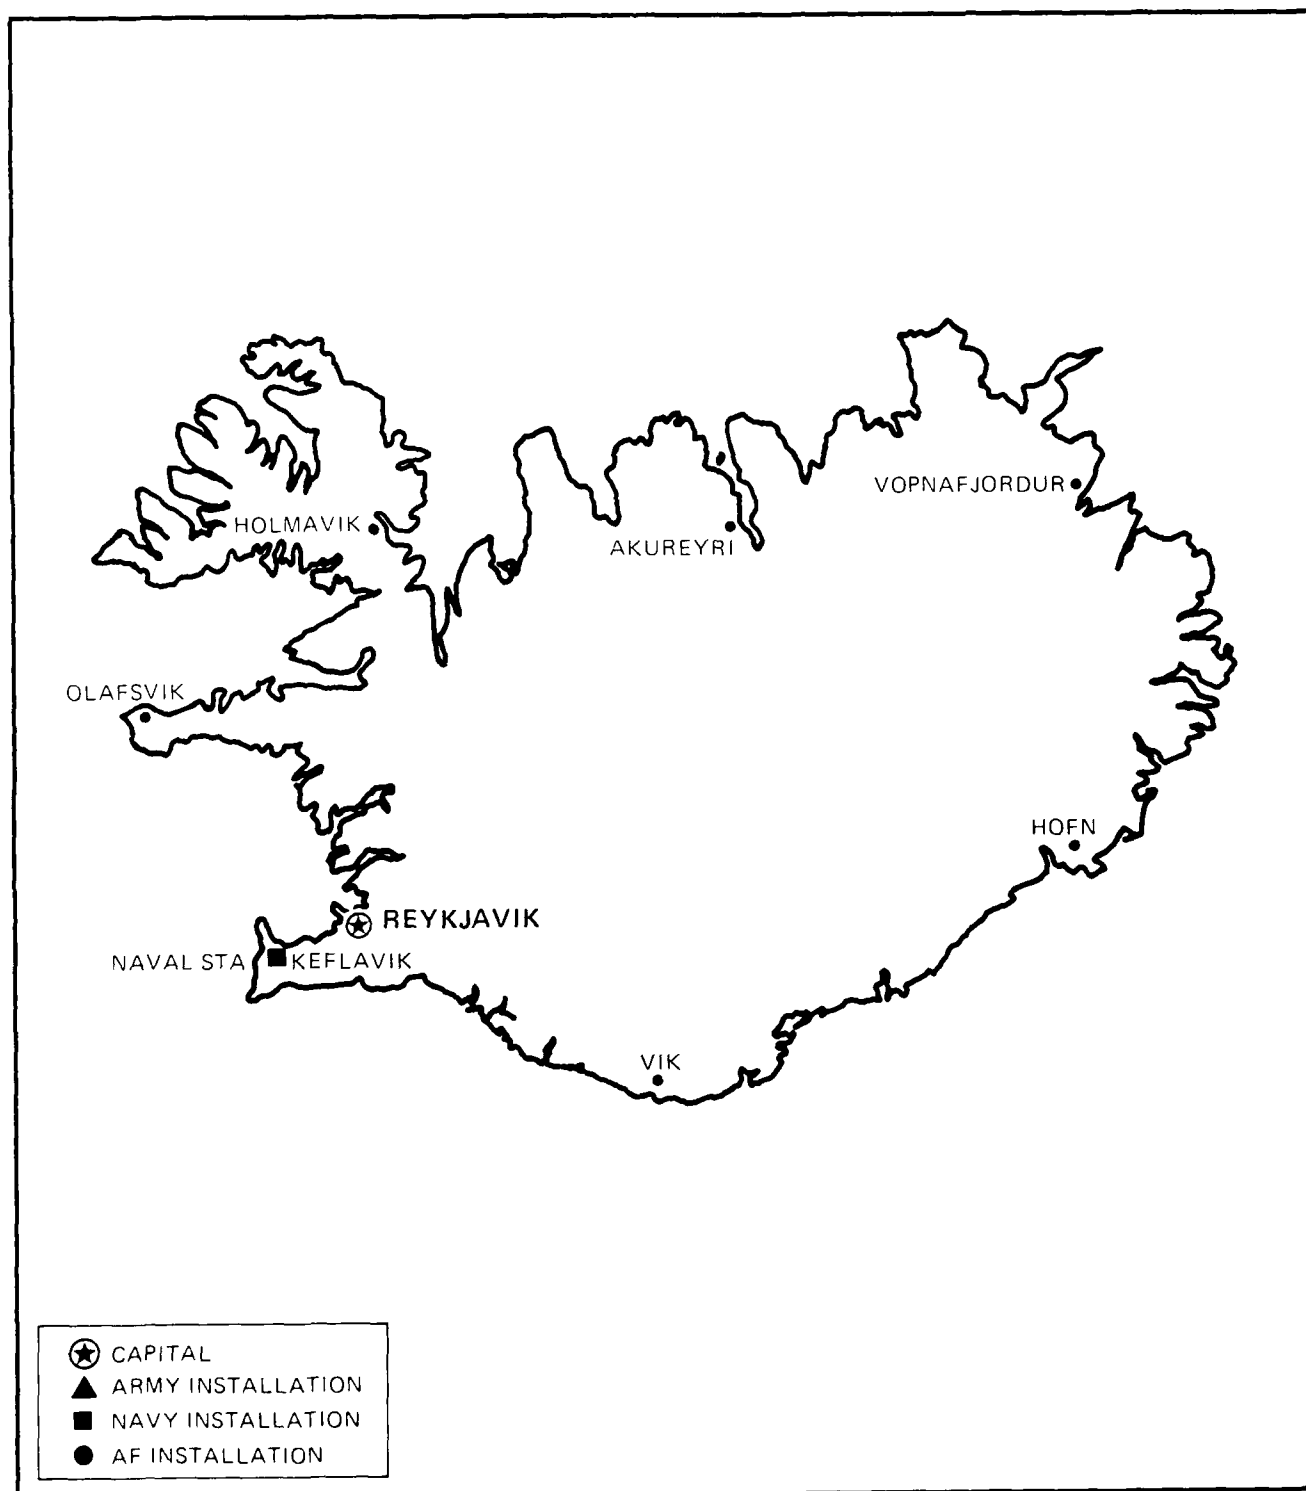 VOPNAFJORDUR
HOLMAVIK
AKUREYRI
OLAFSVIK
HOFN
REYKJAVIK
NAVAL STA KEFLAVIK
VIK
CAPITAL
ARMY INSTALLATION
NAVY INSTALLATION
AF INSTALLATION